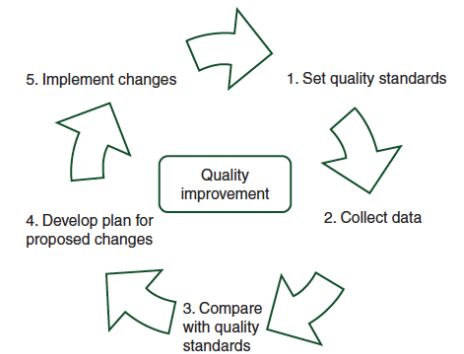 5. Implement changes
1. Set quality standards
Quality
improvement
2. Collect data
4. Develop plan for
proposed changes
3. Compare
with quality
standards